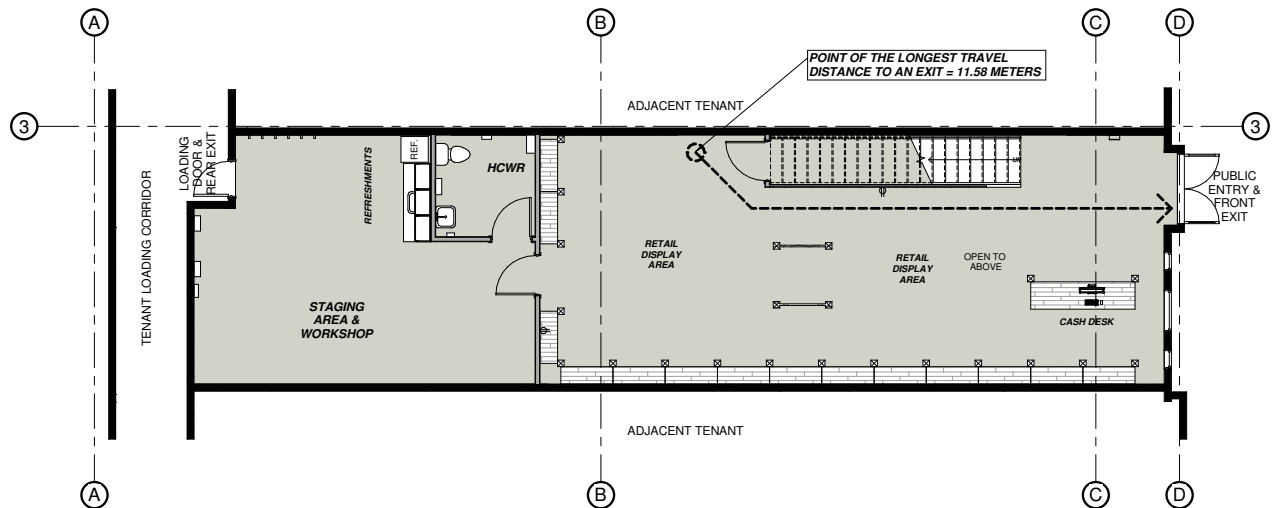 A
B
C
D
POINT OF THE LONGEST TRAVEL
DISTANCE TO AN EXIT = 11.58 METERS
ADJACENT TENANT
3
3
LOADING
DOOR &
REAR EXIT
REF.
REFRESHMENTS
HCWR
UP
PUBLIC
ENTRY &
FRONT
EXIT
TENANT LOADING CORRIDOR
RETAIL
DISPLAY
AREA
RETAIL
DISPLAY
AREA
OPEN TO
ABOVE
STAGING
AREA &
WORKSHOP
CASH DESK
ADJACENT TENANT
A
B
C
D